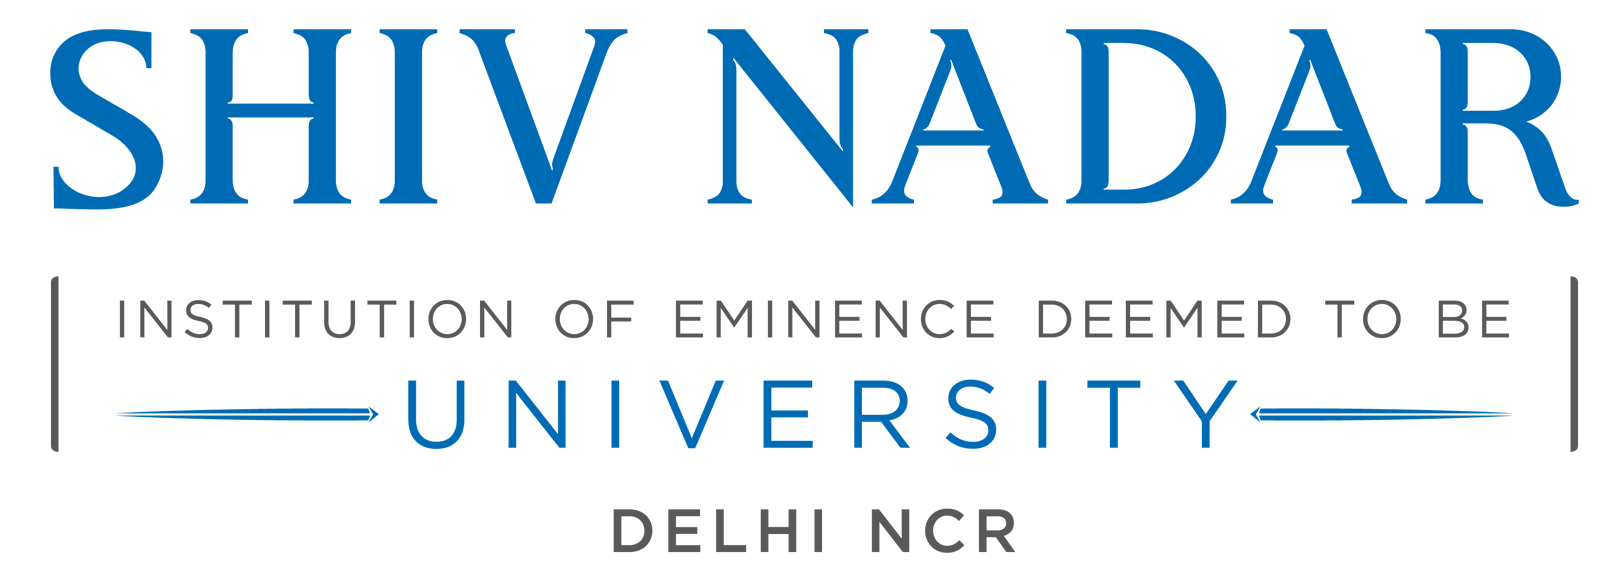 SHIV NADAR
INSTITUTION OF EMINENCE DEEMED TO BE
UNIVERSITY
DELHI NCR